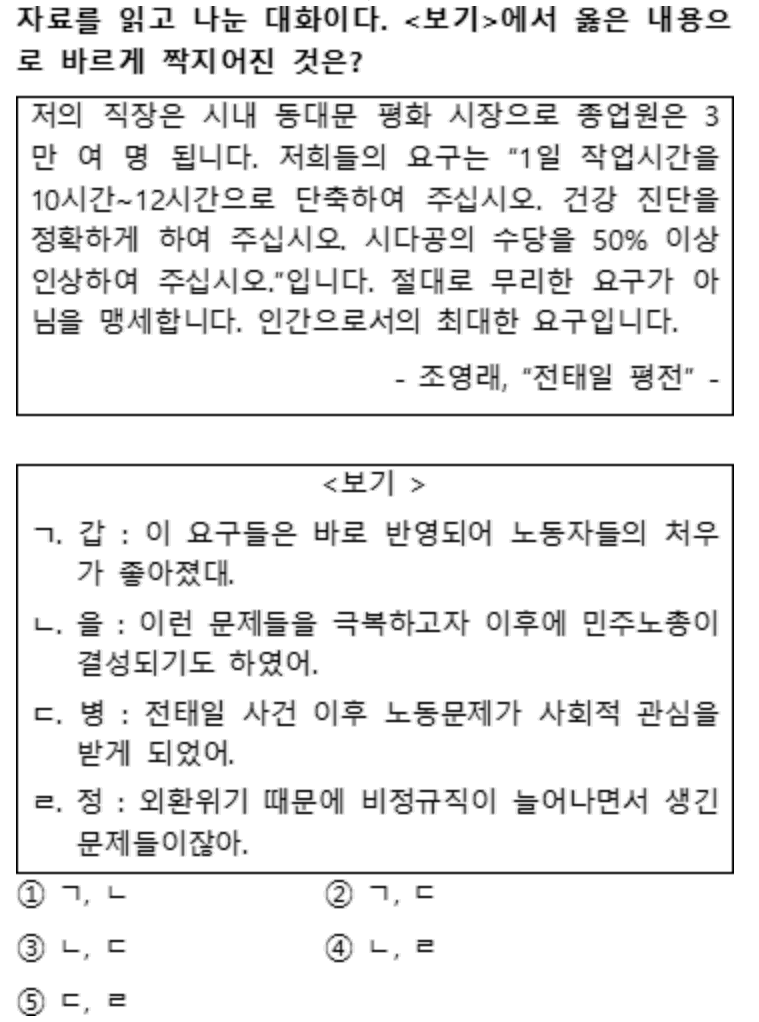 자료를 읽고 나눈 대화이다. <보기>에서 옳은 내용으
로 바르게 짝지어진 것은?
저의 직장은 시내 동대문 평화 시장으로 종업원은 3
만 여 명 됩니다. 저희들의 요구는 “1일 작업시간을
10시간~12시간으로 단축하여 주십시오. 건강 진단을
정확하게 하여 주십시오. 시다공의 수당을 50% 이상
인상하여 주십시오.”입니다. 절대로 무리한 요구가 아
님을 맹세합니다. 인간으로서의 최대한 요구입니다.
- 조영래, “전태일 평전” -
<보기 >
ㄱ. 갑 : 이 요구들은 바로 반영되어 노동자들의 처우
가 좋아졌대.
ㄴ. 을 : 이런 문제들을 극복하고자 이후에 민주노총이
결성되기도 하였어.
ㄷ. 병 : 전태일 사건 이후 노동문제가 사회적 관심을
받게 되었어.
ㄹ. 정 : 외환위기 때문에 비정규직이 늘어나면서 생긴
문제들이잖아.
① ㄱ, ㄴ ② ㄱ, ㄷ
③ ㄴ, ㄷ ④ ㄴ, ㄹ
⑤ ㄷ, ㄹ